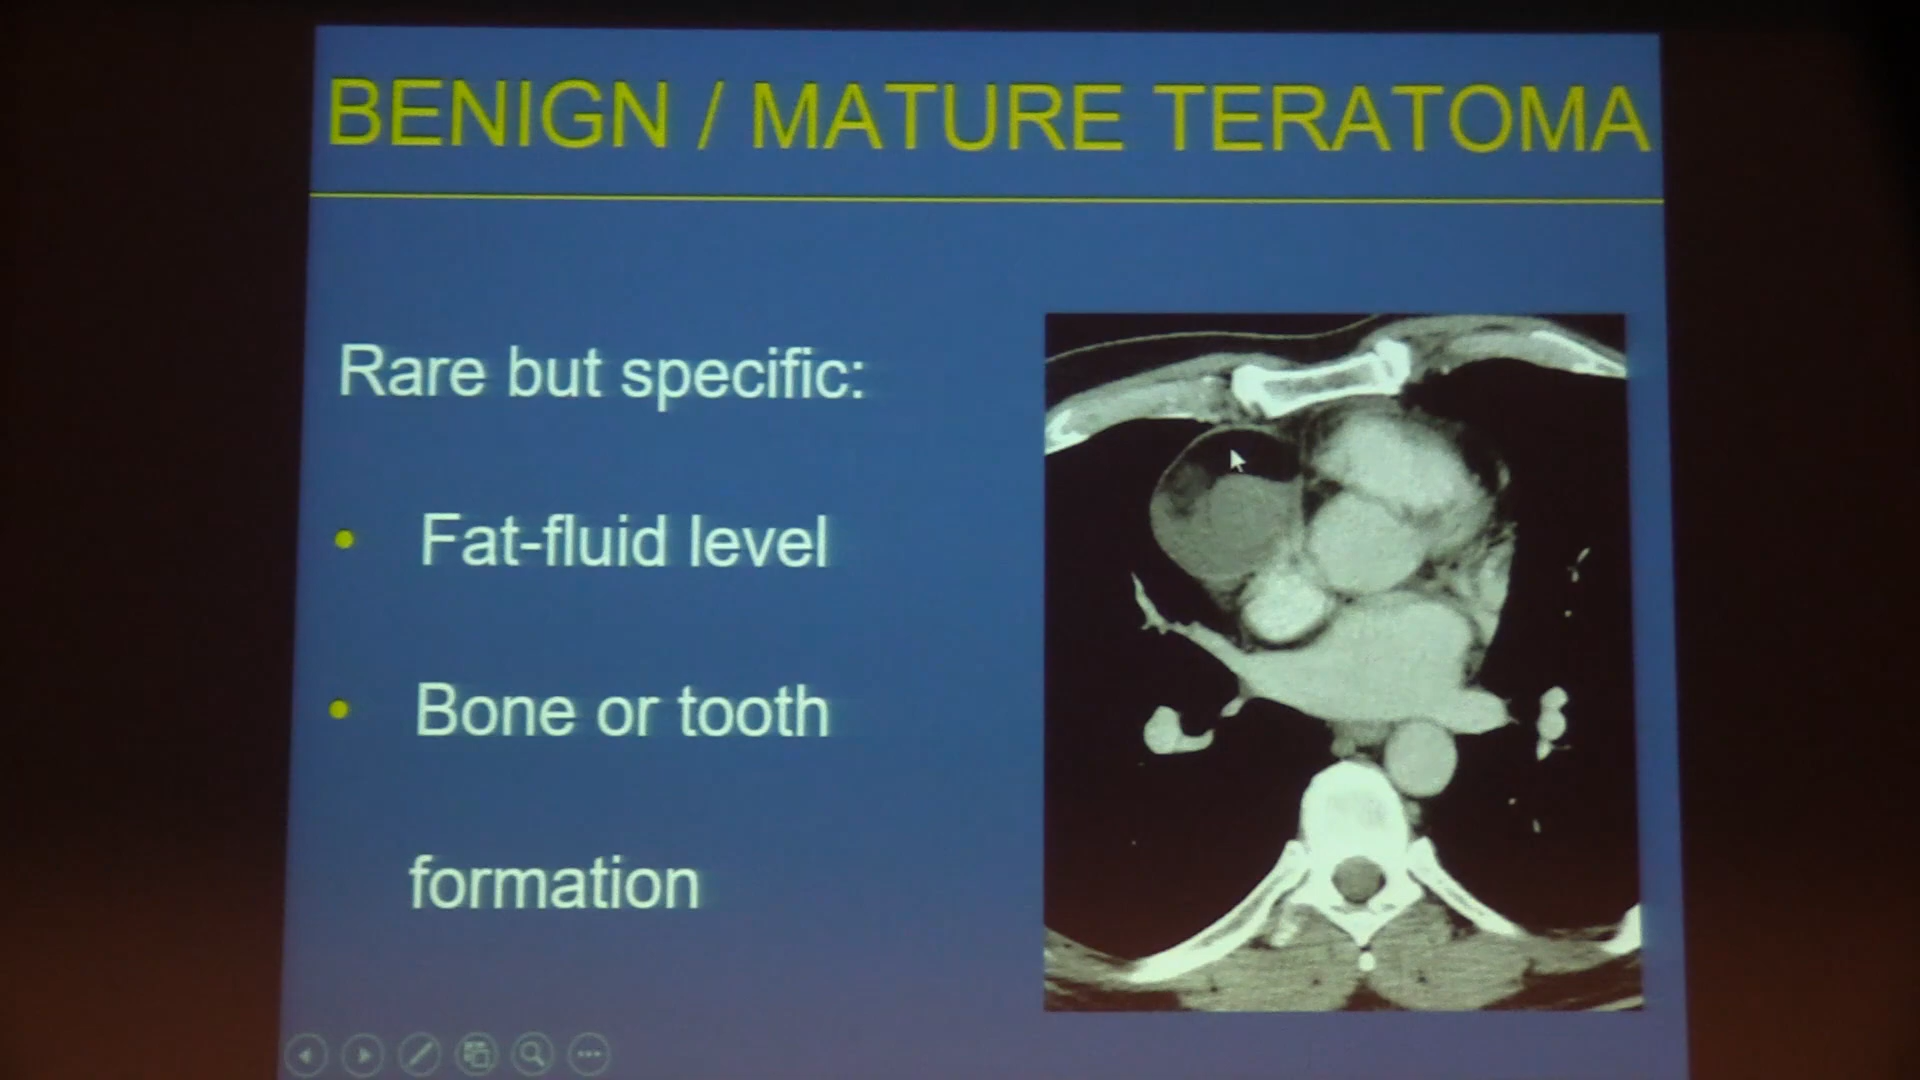 BENIGN / MATURE TERATOMA
Rare but specific:
• Fat-fluid level
• Bone or tooth
formation